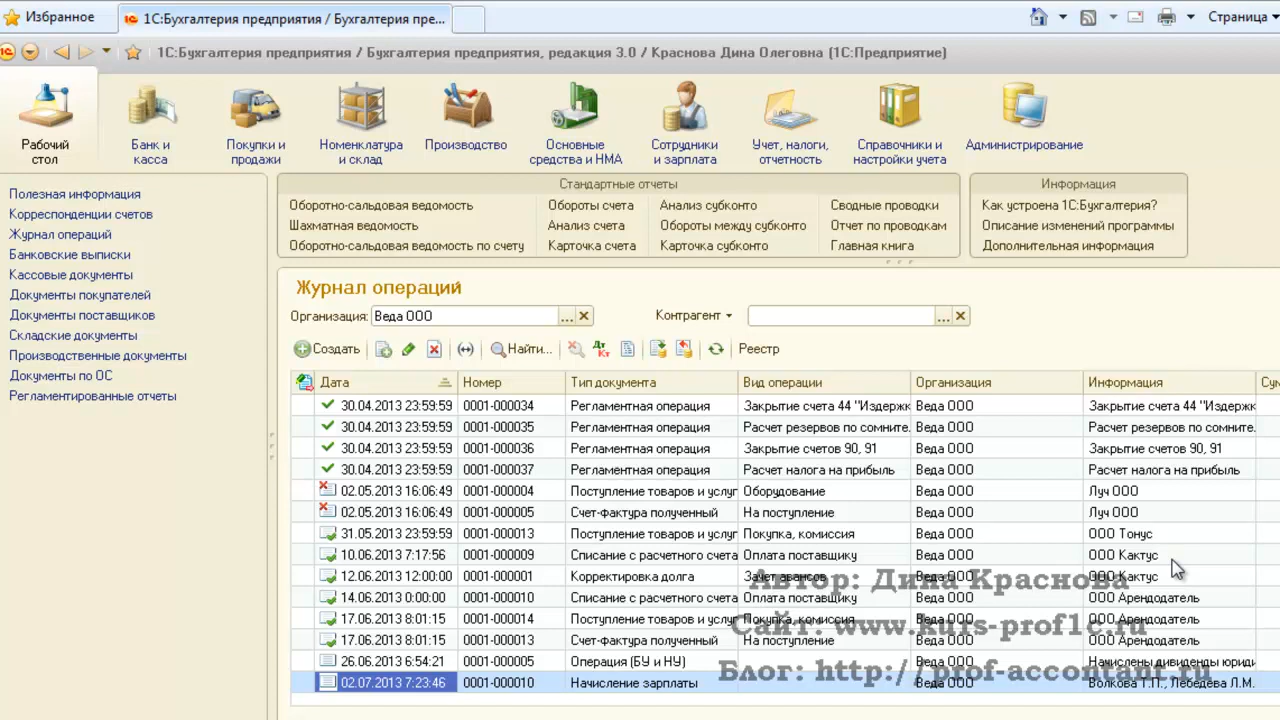 Избранное
1С:Бухгалтерия предприятия / Бухгалтерия пре...
Страница
1С:Бухгалтерия предприятия / Бухгалтерия предприятия, редакция 3.0 / Краснова Дина Олеговна (1С:Предприятие)
Рабочий стол
Банк и касса
Покупки и продажи
Номенклатура и склад
Производство
Основные средства и НМА
Сотрудники и зарплата
Учет, налоги, отчетность
Справочники и настройки учета
Администрирование
Полезная информация
Корреспонденции счетов
Журнал операций
Банковские выписки
Кассовые документы
Документы покупателей
Документы поставщиков
Складские документы
Производственные документы
Документы по ОС
Регламентированные отчеты
Стандартные отчеты
Оборотно-сальдовая ведомость Обороты счета Анализ субконто Сводные проводки
Шахматная ведомость Анализ счета Обороты между субконто Отчет по проводкам
Оборотно-сальдовая ведомость по счету Карточка счета Карточка субконто Главная книга
Информация
Как устроена 1С:Бухгалтерия?
Описание изменений программы
Дополнительная информация
Журнал операций
Организация: Веда ООО ... Контрагент ...
Создать Найти... Дт Кт Реестр
Дата Номер Тип документа Вид операции Организация Информация Сум
30.04.2013 23:59:59 0001-000034 Регламентная операция Закрытие счета 44 "Издержк Веда ООО Закрытие счета 44 "Издержк
30.04.2013 23:59:59 0001-000035 Регламентная операция Расчет резервов по сомните. Веда ООО Расчет резервов по сомните.
30.04.2013 23:59:59 0001-000036 Регламентная операция Закрытие счетов 90, 91 Веда ООО Закрытие счетов 90, 91
30.04.2013 23:59:59 0001-000037 Регламентная операция Расчет налога на прибыль Веда ООО Расчет налога на прибыль
02.05.2013 16:06:49 0001-000004 Поступление товаров и услуг Оборудование Веда ООО Луч ООО
02.05.2013 16:06:49 0001-000005 Счет-фактура полученный На поступление Веда ООО Луч ООО
31.05.2013 23:59:59 0001-000013 Поступление товаров и услуг Покупка, комиссия Веда ООО ООО Тонус
10.06.2013 7:17:56 0001-000009 Списание с расчетного счета Оплата поставщику Веда ООО ООО Кактус
12.06.2013 12:00:00 0001-000001 Корректировка долга Зачет авансов Веда ООО ООО Кактус
14.06.2013 0:00:00 0001-000010 Списание с расчетного счета Оплата поставщику Веда ООО ООО Арендодатель
17.06.2013 8:01:15 0001-000014 Поступление товаров и услуг Покупка, комиссия Веда ООО ООО Арендодатель
17.06.2013 8:01:15 0001-000013 Счет-фактура полученный На поступление Веда ООО ООО Арендодатель
26.06.2013 6:54:21 0001-000005 Операция (БУ и НУ) Веда ООО Начислены дивиденды юриди
02.07.2013 7:23:46 0001-000010 Начисление зарплаты Веда ООО Волкова Т.П., Лебедева Л.М.
Автор: Дина Краснова
Сайт: www.kurs-prof1c.ru
Блог: http://prof-accontant.ru